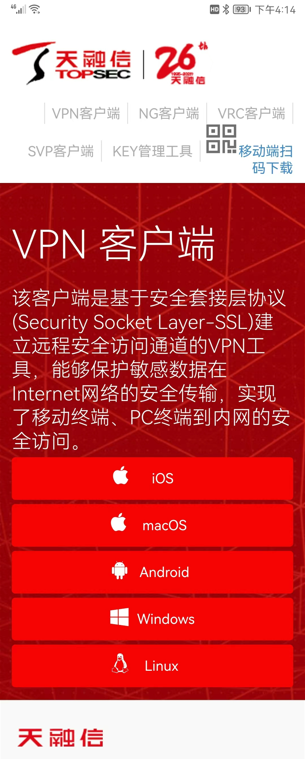 HD 93 下午4:14
天融信
TOPSEC
26
天融信
VPN客户端
NG客户端
VRC客户端
SVP客户端
KEY管理工具
移动端扫
码下载
VPN 客户端
该客户端是基于安全套接层协议
(Security Socket Layer-SSL)建
立远程安全访问通道的VPN工
具，能够保护敏感数据在
Internet网络的安全传输，实现
了移动终端、PC终端到内网的安
全访问。
iOS
macOS
Android
Windows
Linux
天融信